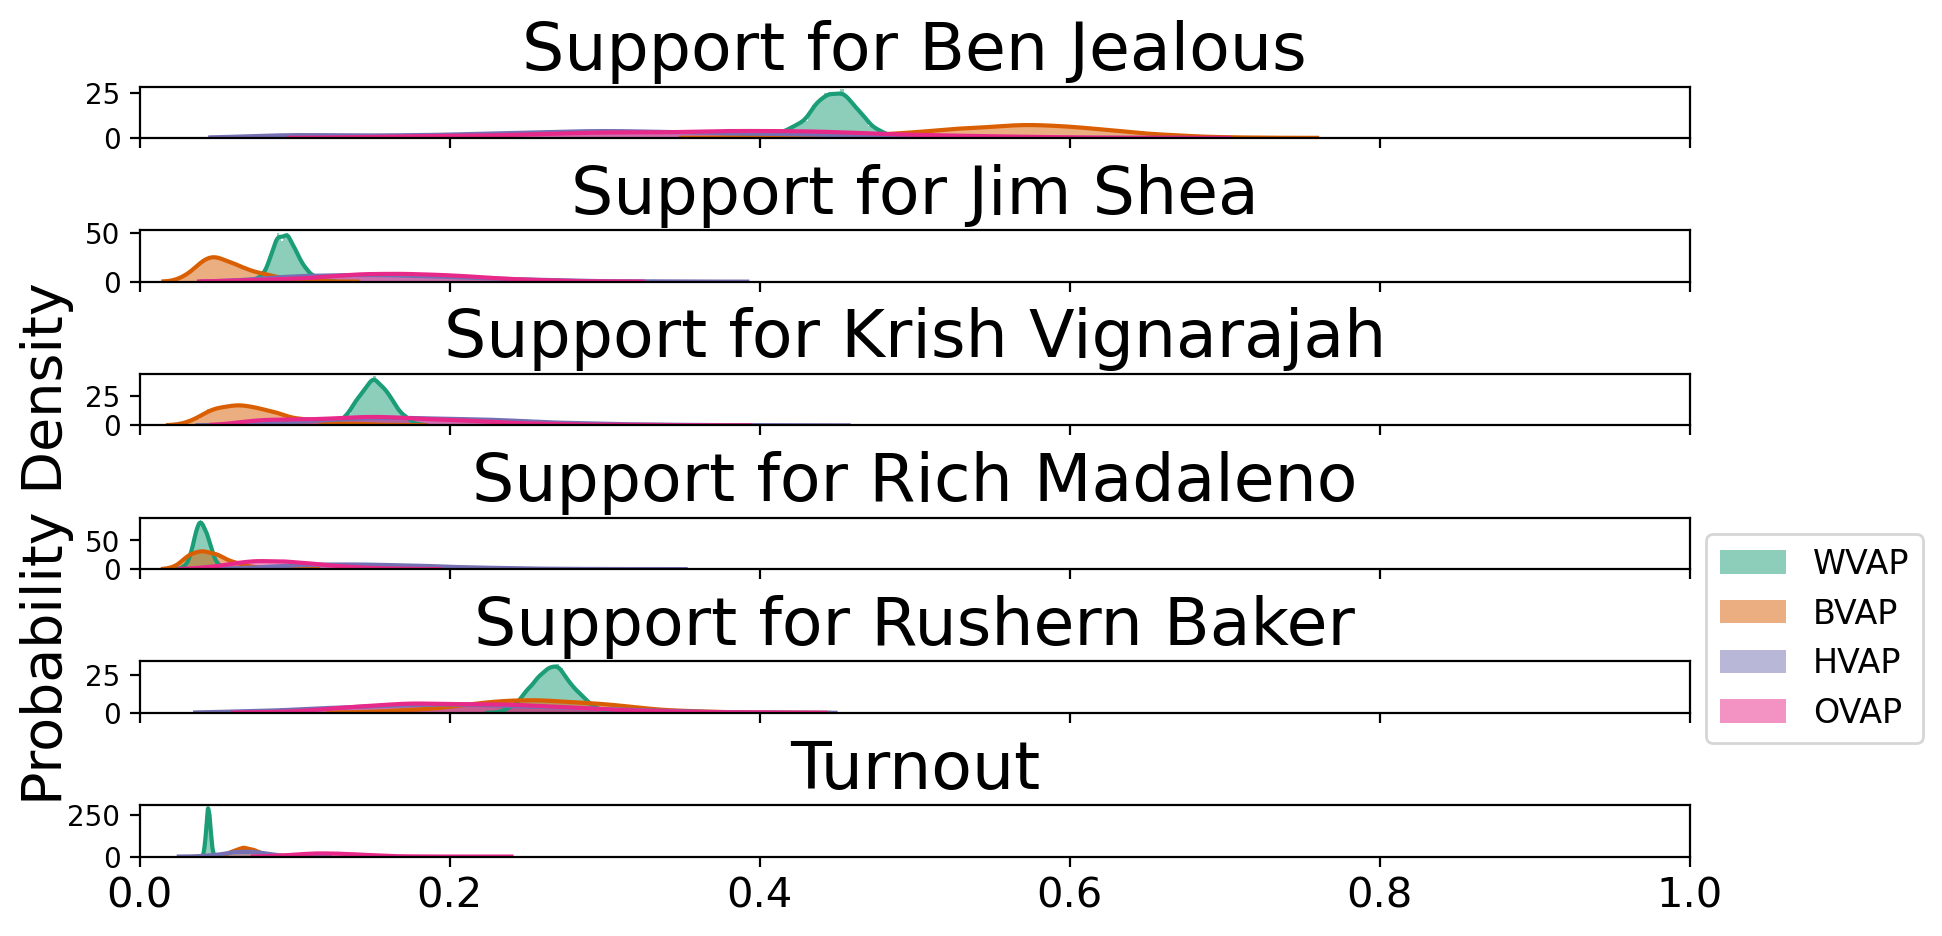 Support for Ben Jealous
25
0
Support for Jim Shea
50
0
Support for Krish Vignarajah
25
0
Support for Rich Madaleno
50
0
Support for Rushern Baker
25
0
Turnout
250
0
0.0 0.2 0.4 0.6 0.8 1.0
Probability Density
WVAP
BVAP
HVAP
OVAP